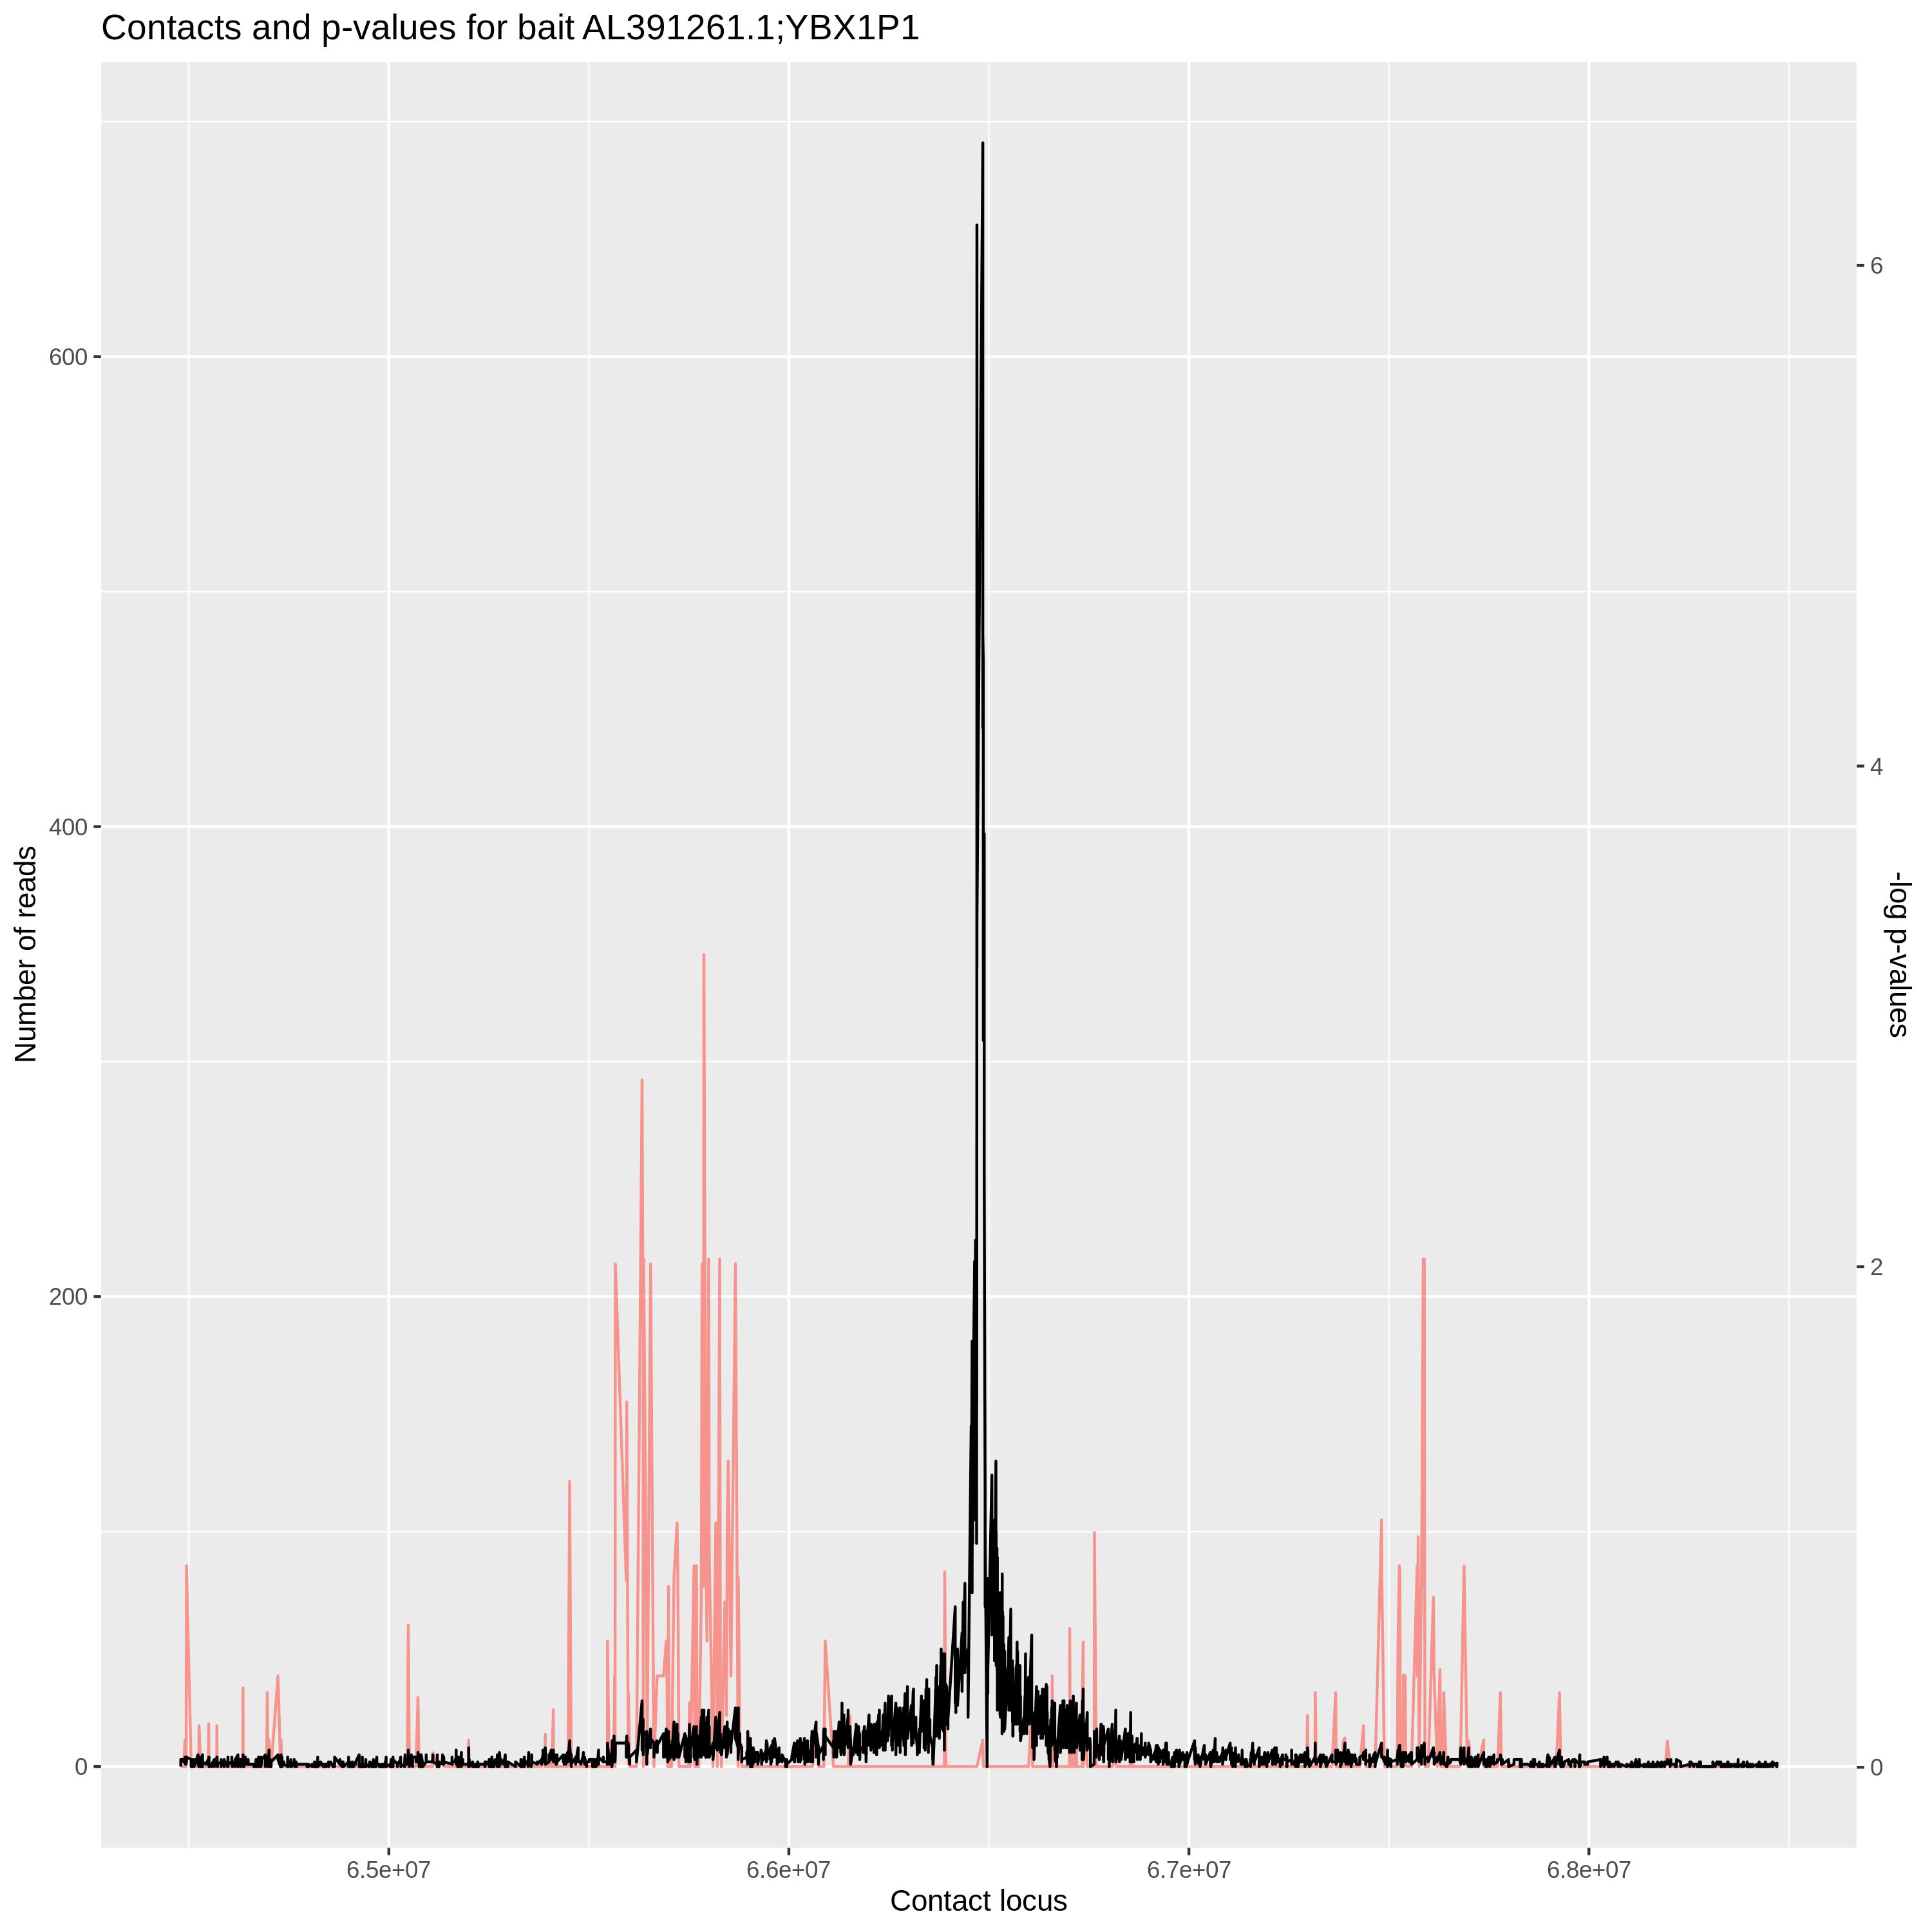 Contacts and p-values for bait AL391261.1;YBX1P1
Number of reads
600
400
200
0
6
4
2
0
-log p-values
6.5e+07
6.6e+07
6.7e+07
6.8e+07
Contact locus